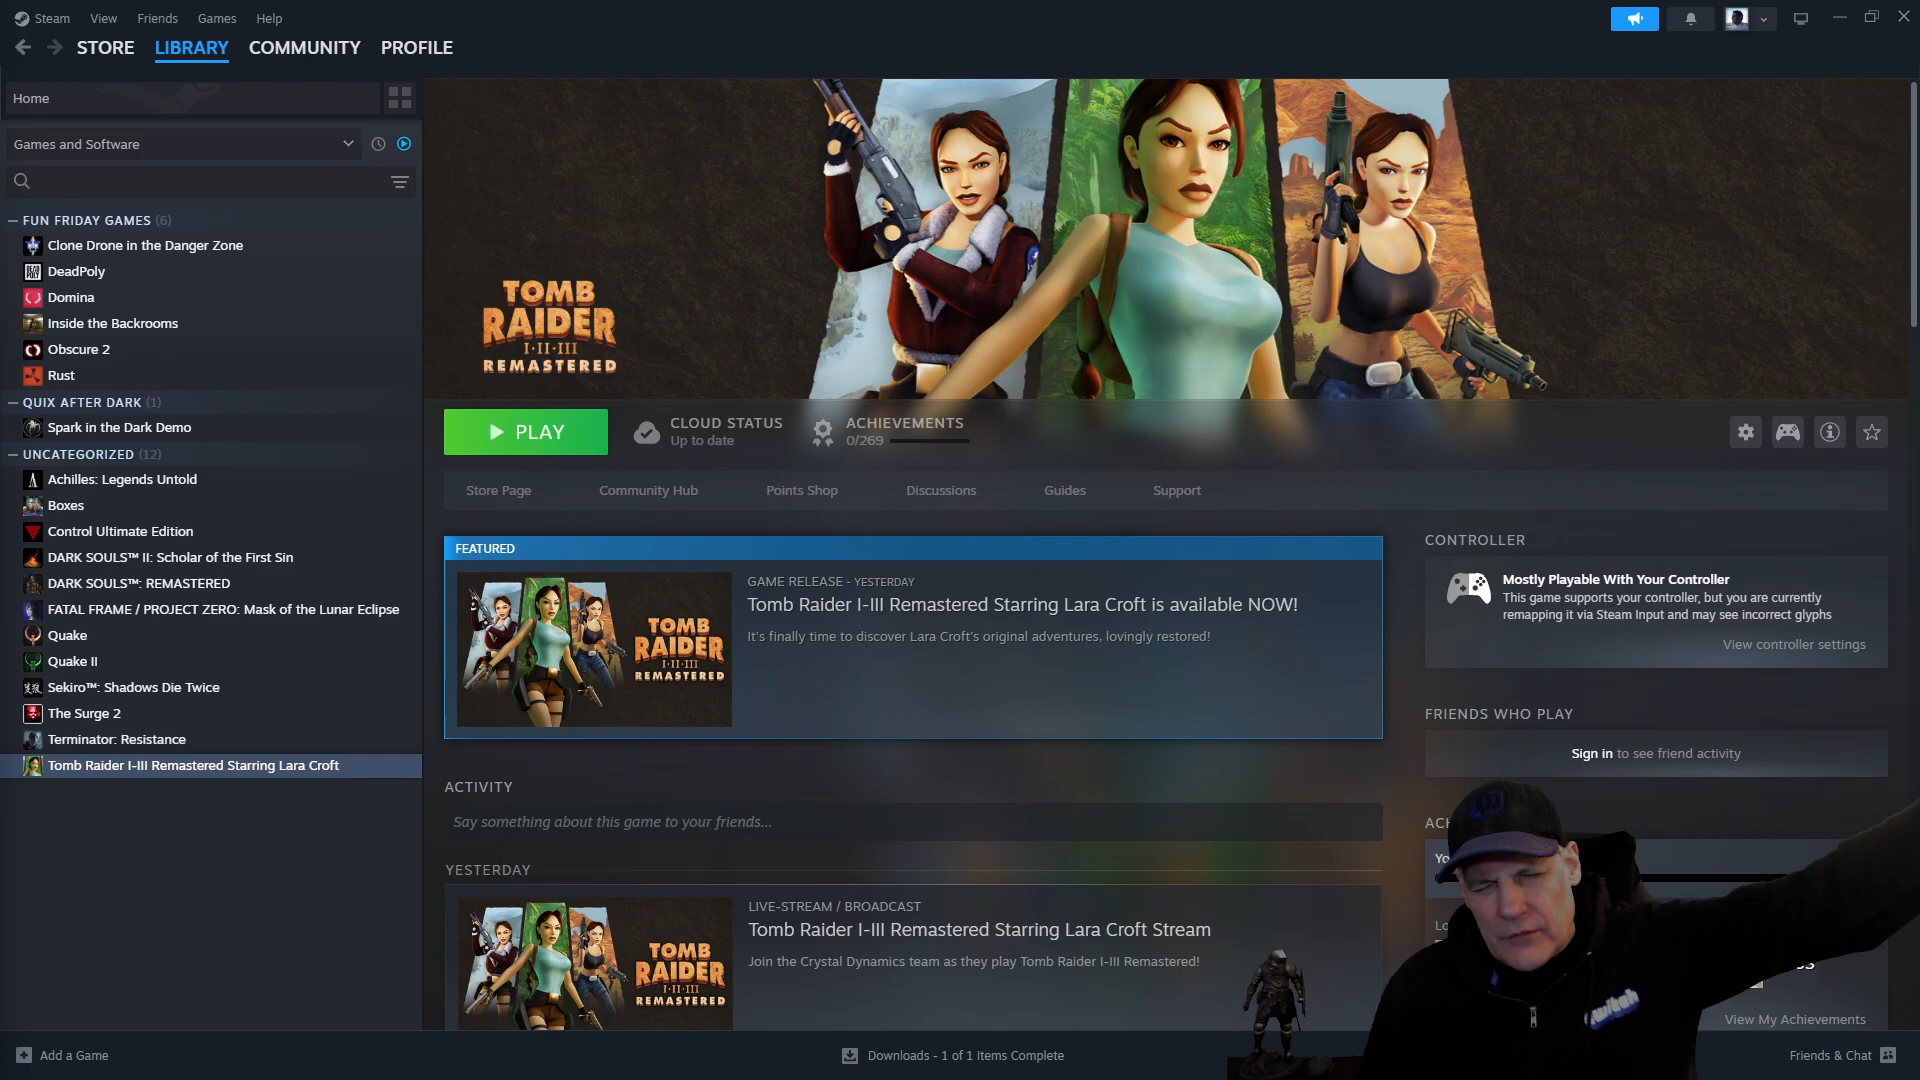 Steam View Friends Games Help
STORE LIBRARY COMMUNITY PROFILE
Home
Games and Software
— FUN FRIDAY GAMES (6)
Clone Drone in the Danger Zone
DeadPoly
Domina
Inside the Backrooms
Obscure 2
Rust
— QUIX AFTER DARK (1)
Spark in the Dark Demo
— UNCATEGORIZED (12)
Achilles: Legends Untold
Boxes
Control Ultimate Edition
DARK SOULS™ II: Scholar of the First Sin
DARK SOULS™: REMASTERED
FATAL FRAME / PROJECT ZERO: Mask of the Lunar Eclipse
Quake
Quake II
Sekiro™: Shadows Die Twice
The Surge 2
Terminator: Resistance
Tomb Raider I-III Remastered Starring Lara Croft
TOMB
RAIDER
I·II·III
REMASTERED
PLAY
CLOUD STATUS
Up to date
ACHIEVEMENTS
0/269
Store Page Community Hub Points Shop Discussions Guides Support
FEATURED
TOMB
RAIDER
I·II·III
REMASTERED
GAME RELEASE - YESTERDAY
Tomb Raider I-III Remastered Starring Lara Croft is available NOW!
It's finally time to discover Lara Croft's original adventures, lovingly restored!
ACTIVITY
Say something about this game to your friends...
YESTERDAY
TOMB
RAIDER
I·II·III
REMASTERED
LIVE-STREAM / BROADCAST
Tomb Raider I-III Remastered Starring Lara Croft Stream
Join the Crystal Dynamics team as they play Tomb Raider I-III Remastered!
CONTROLLER
Mostly Playable With Your Controller
This game supports your controller, but you are currently
remapping it via Steam Input and may see incorrect glyphs
View controller settings
FRIENDS WHO PLAY
Sign in to see friend activity
View My Achievements
twitch
Add a Game
Downloads - 1 of 1 Items Complete
Friends & Chat